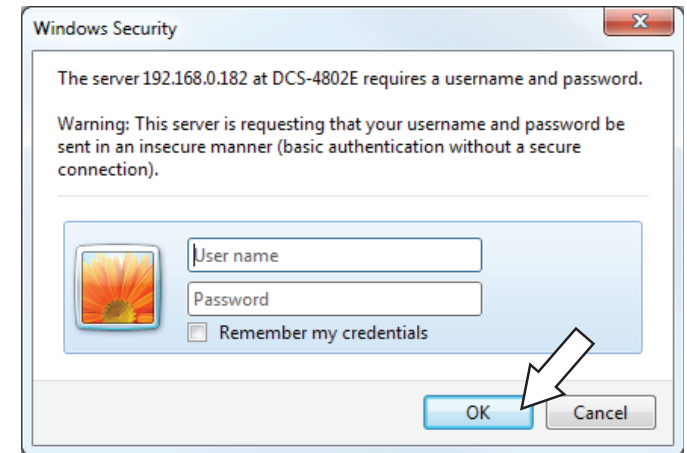 Windows Security
x
The server 192.168.0.182 at DCS-4802E requires a username and password.
Warning: This server is requesting that your username and password be
sent in an insecure manner (basic authentication without a secure
connection).
User name
Password
Remember my credentials
OK
Cancel